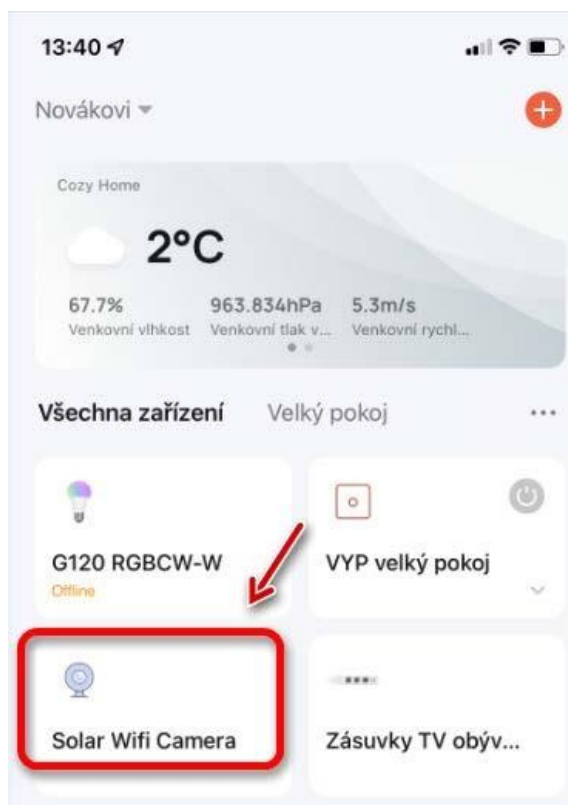 13:40
Novákovi
Cozy Home
2°C
67.7% 963.834hPa 5.3m/s
Venkovní vlhkost Venkovní tlak v... Venkovní rychl...
Všechna zařízení Velký pokoj ...
G120 RGBCW-W
Offline
VYP velký pokoj
Solar Wifi Camera
Zásuvky TV obýv...